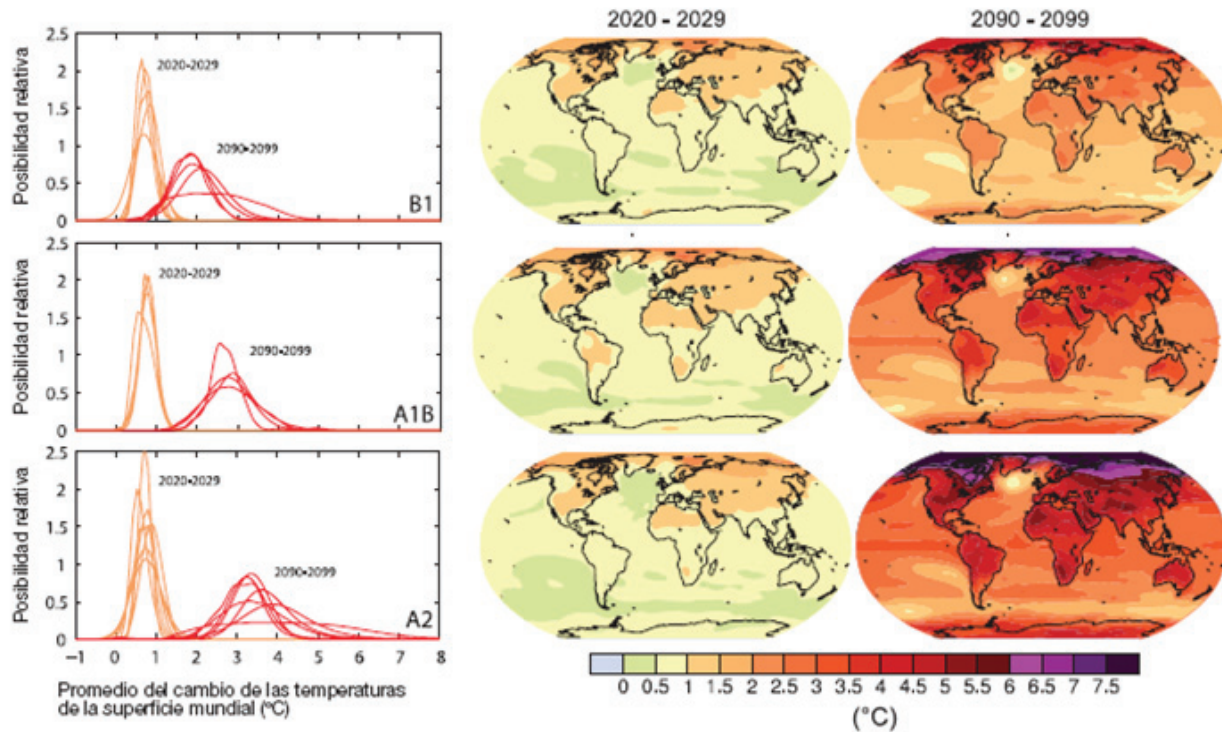 2020 - 2029
2090 - 2099
Posibilidad relativa
2.5
2
1.5
1
0.5
0
2020-2029
2090•2099
B1
Posibilidad relativa
2.5
2
1.5
1
0.5
0
2020-2029
2090•2099
A1B
Posibilidad relativa
2.5
2
1.5
1
0.5
0
2020•2029
2090•2099
A2
−1 0 1 2 3 4 5 6 7 8
Promedio del cambio de las temperaturas
de la superficie mundial (ºC)
0 0.5 1 1.5 2 2.5 3 3.5 4 4.5 5 5.5 6 6.5 7 7.5
(°C)